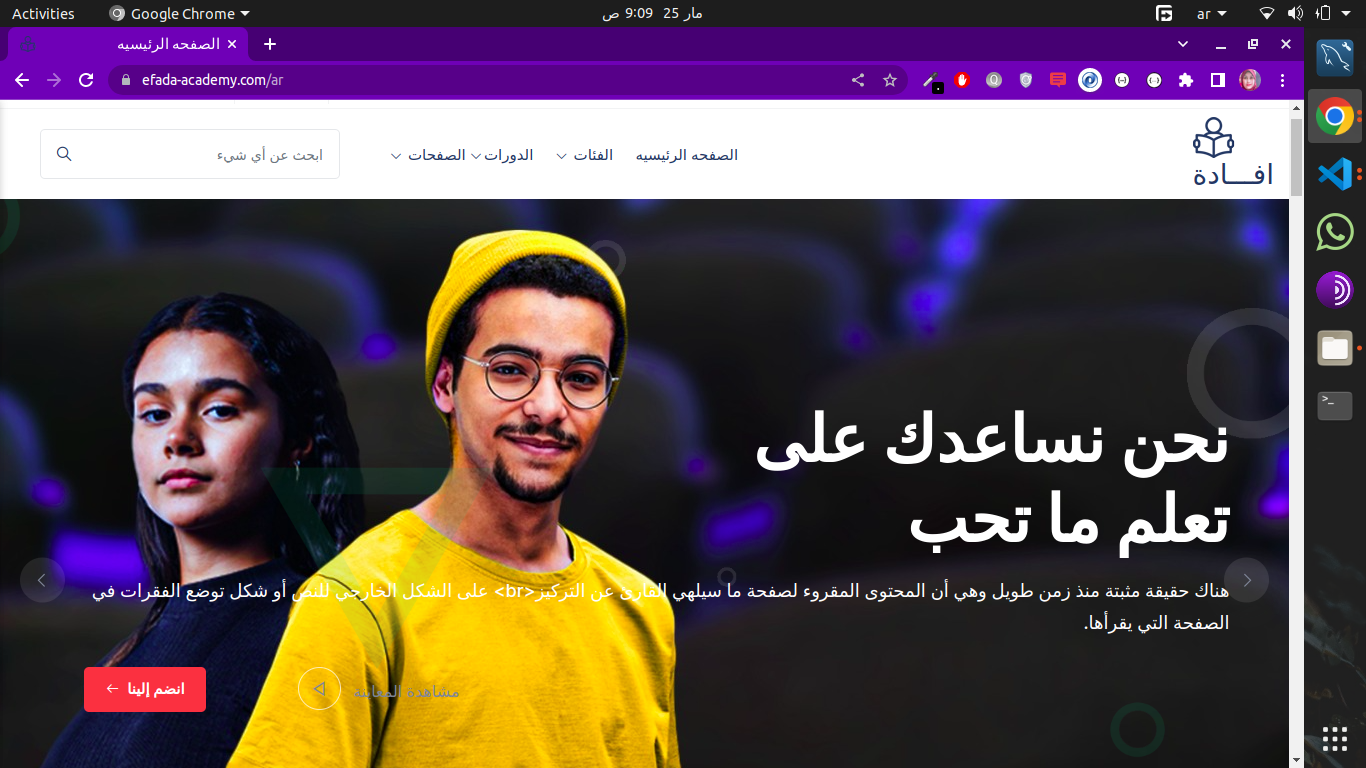 Activities
Google Chrome
مار 25 9:09 ص
ar
الصفحه الرئيسيه
efada-academy.com/ar
افـــادة
الصفحه الرئيسيه
الفئات
الدورات
الصفحات
ابحث عن أي شيء
نحن نساعدك على
تعلم ما تحب
هناك حقيقة مثبتة منذ زمن طويل وهي أن المحتوى المقروء لصفحة ما سيلهي القارئ عن التركيز<br> على الشكل الخارجي للنص أو شكل توضع الفقرات في
الصفحة التي يقرأها.
مشاهدة المعاينة
انضم إلينا